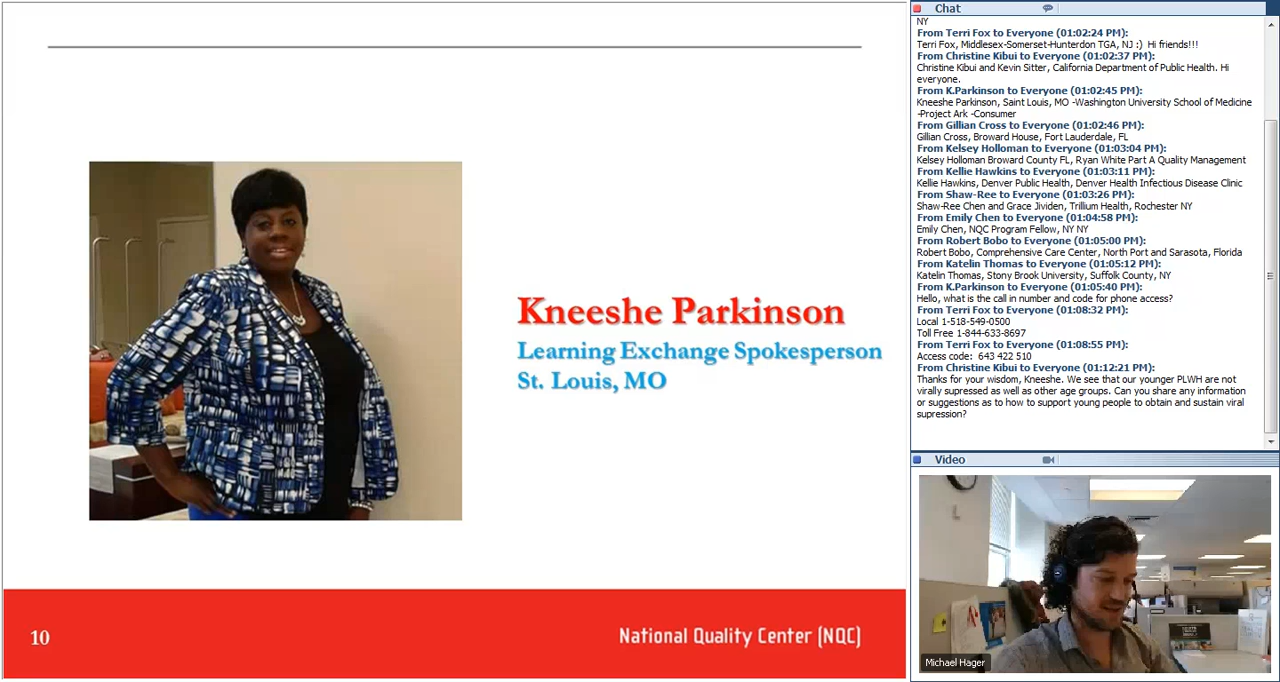 Kneeshe Parkinson
Learning Exchange Spokesperson
St. Louis, MO
10
National Quality Center (NQC)
Chat
NY
From Terri Fox to Everyone (01:02:24 PM):
Terri Fox, Middlesex-Somerset-Hunterdon TGA, NJ :)  Hi friends!!!
From Christine Kibui to Everyone (01:02:37 PM):
Christine Kibui and Kevin Sitter, California Department of Public Health. Hi
everyone.
From K.Parkinson to Everyone (01:02:45 PM):
Kneeshe Parkinson, Saint Louis, MO -Washington University School of Medicine
-Project Ark -Consumer
From Gillian Cross to Everyone (01:02:46 PM):
Gillian Cross, Broward House, Fort Lauderdale, FL
From Kelsey Holloman to Everyone (01:03:04 PM):
Kelsey Holloman Broward County FL, Ryan White Part A Quality Management
From Kellie Hawkins to Everyone (01:03:11 PM):
Kellie Hawkins, Denver Public Health, Denver Health Infectious Disease Clinic
From Shaw-Ree to Everyone (01:03:26 PM):
Shaw-Ree Chen and Grace Jividen, Trillium Health, Rochester NY
From Emily Chen to Everyone (01:04:58 PM):
Emily Chen, NQC Program Fellow, NY NY
From Robert Bobo to Everyone (01:05:00 PM):
Robert Bobo, Comprehensive Care Center, North Port and Sarasota, Florida
From Katelin Thomas to Everyone (01:05:12 PM):
Katelin Thomas, Stony Brook University, Suffolk County, NY
From K.Parkinson to Everyone (01:05:40 PM):
Hello, what is the call in number and code for phone access?
From Terri Fox to Everyone (01:08:32 PM):
Local 1-518-549-0500
Toll Free 1-844-633-8697
From Terri Fox to Everyone (01:08:55 PM):
Access code:  643 422 510
From Christine Kibui to Everyone (01:12:21 PM):
Thanks for your wisdom, Kneeshe. We see that our younger PLWH are not
virally supressed as well as other age groups. Can you share any information
or suggestions as to how to support young people to obtain and sustain viral
supression?
Video
Michael Hager